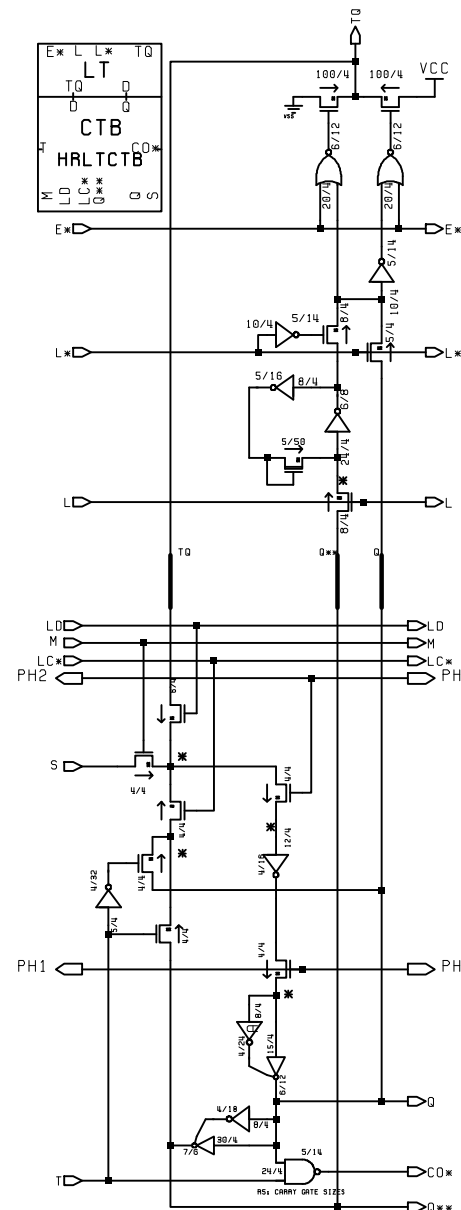 TQ
E* L L* TQ
LT
TQ D
D Q
CTB
T CO*
HRLTCTB
M LD LC* Q** Q S
100/4 100/4
VCC
VSS
6/12 6/12
20/4 20/4
E* E*
5/14
10/4
10/4 5/14 8/4
5/4
L* L*
5/16 8/4
6/8
5/50
24/4
*
L L
8/4
TQ Q** Q
LD LD
M M
LC* LC*
PH2 PH
6/4
*
S
4/4
4/4
4/4
*
12/4
4/16
*
4/32
4/4
5/4
4/4
4/4
PH1 PH
*
8/4
4/24
15/4
6/12
Q
4/18
8/4
30/4
7/6
5/14
24/4
T CO*
RS: CARRY GATE SIZES
Q**